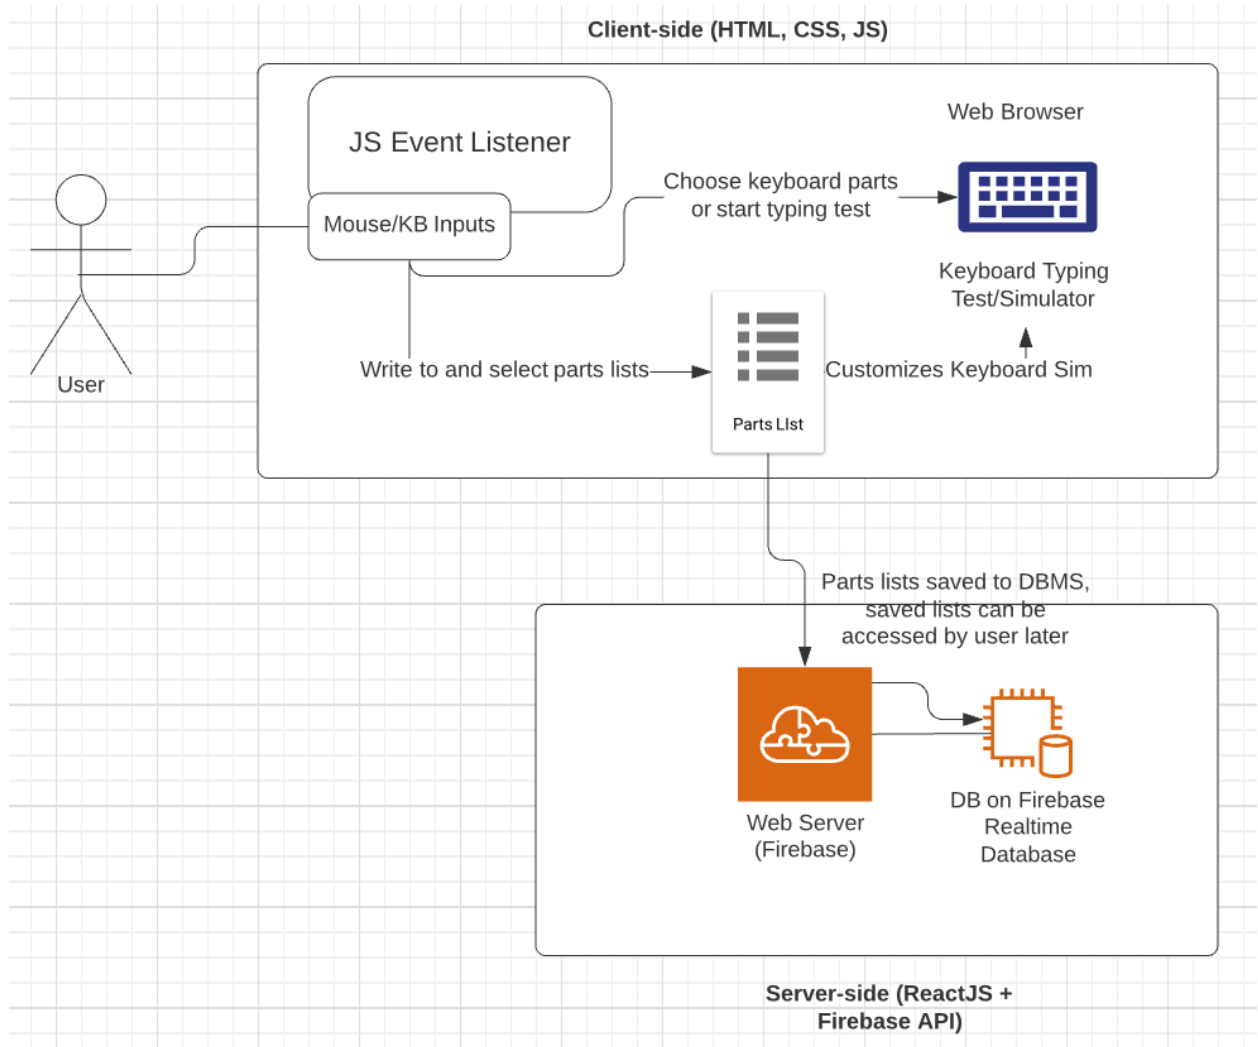 Client-side (HTML, CSS, JS)
JS Event Listener
Web Browser
Mouse/KB Inputs
Choose keyboard parts
or start typing test
Keyboard Typing
Test/Simulator
User
Write to and select parts lists
Customizes Keyboard Sim
Parts LIst
Parts lists saved to DBMS,
saved lists can be
accessed by user later
Web Server
(Firebase)
DB on Firebase
Realtime
Database
Server-side (ReactJS +
Firebase API)